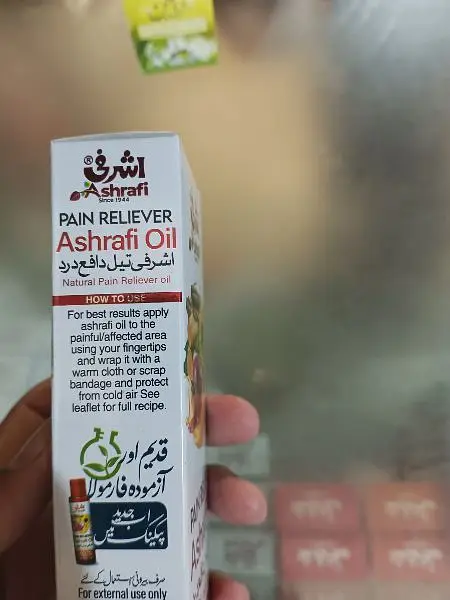 اشرفی®
Ashrafi
Since 1944
PAIN RELIEVER
Ashrafi Oil
اشرفی تیل دافع درد
Natural Pain Reliever oil
HOW TO USE
For best results apply
ashrafi oil to the
painful/affected area
using your fingertips
and wrap it with a
warm cloth or scrap
bandage and protect
from cold air See
leaflet for full recipe.
قدیم اور
آزمودہ فارمولا
اب جدید
پیکنگ میں
صرف بیرونی استعمال کے لئے
For external use only